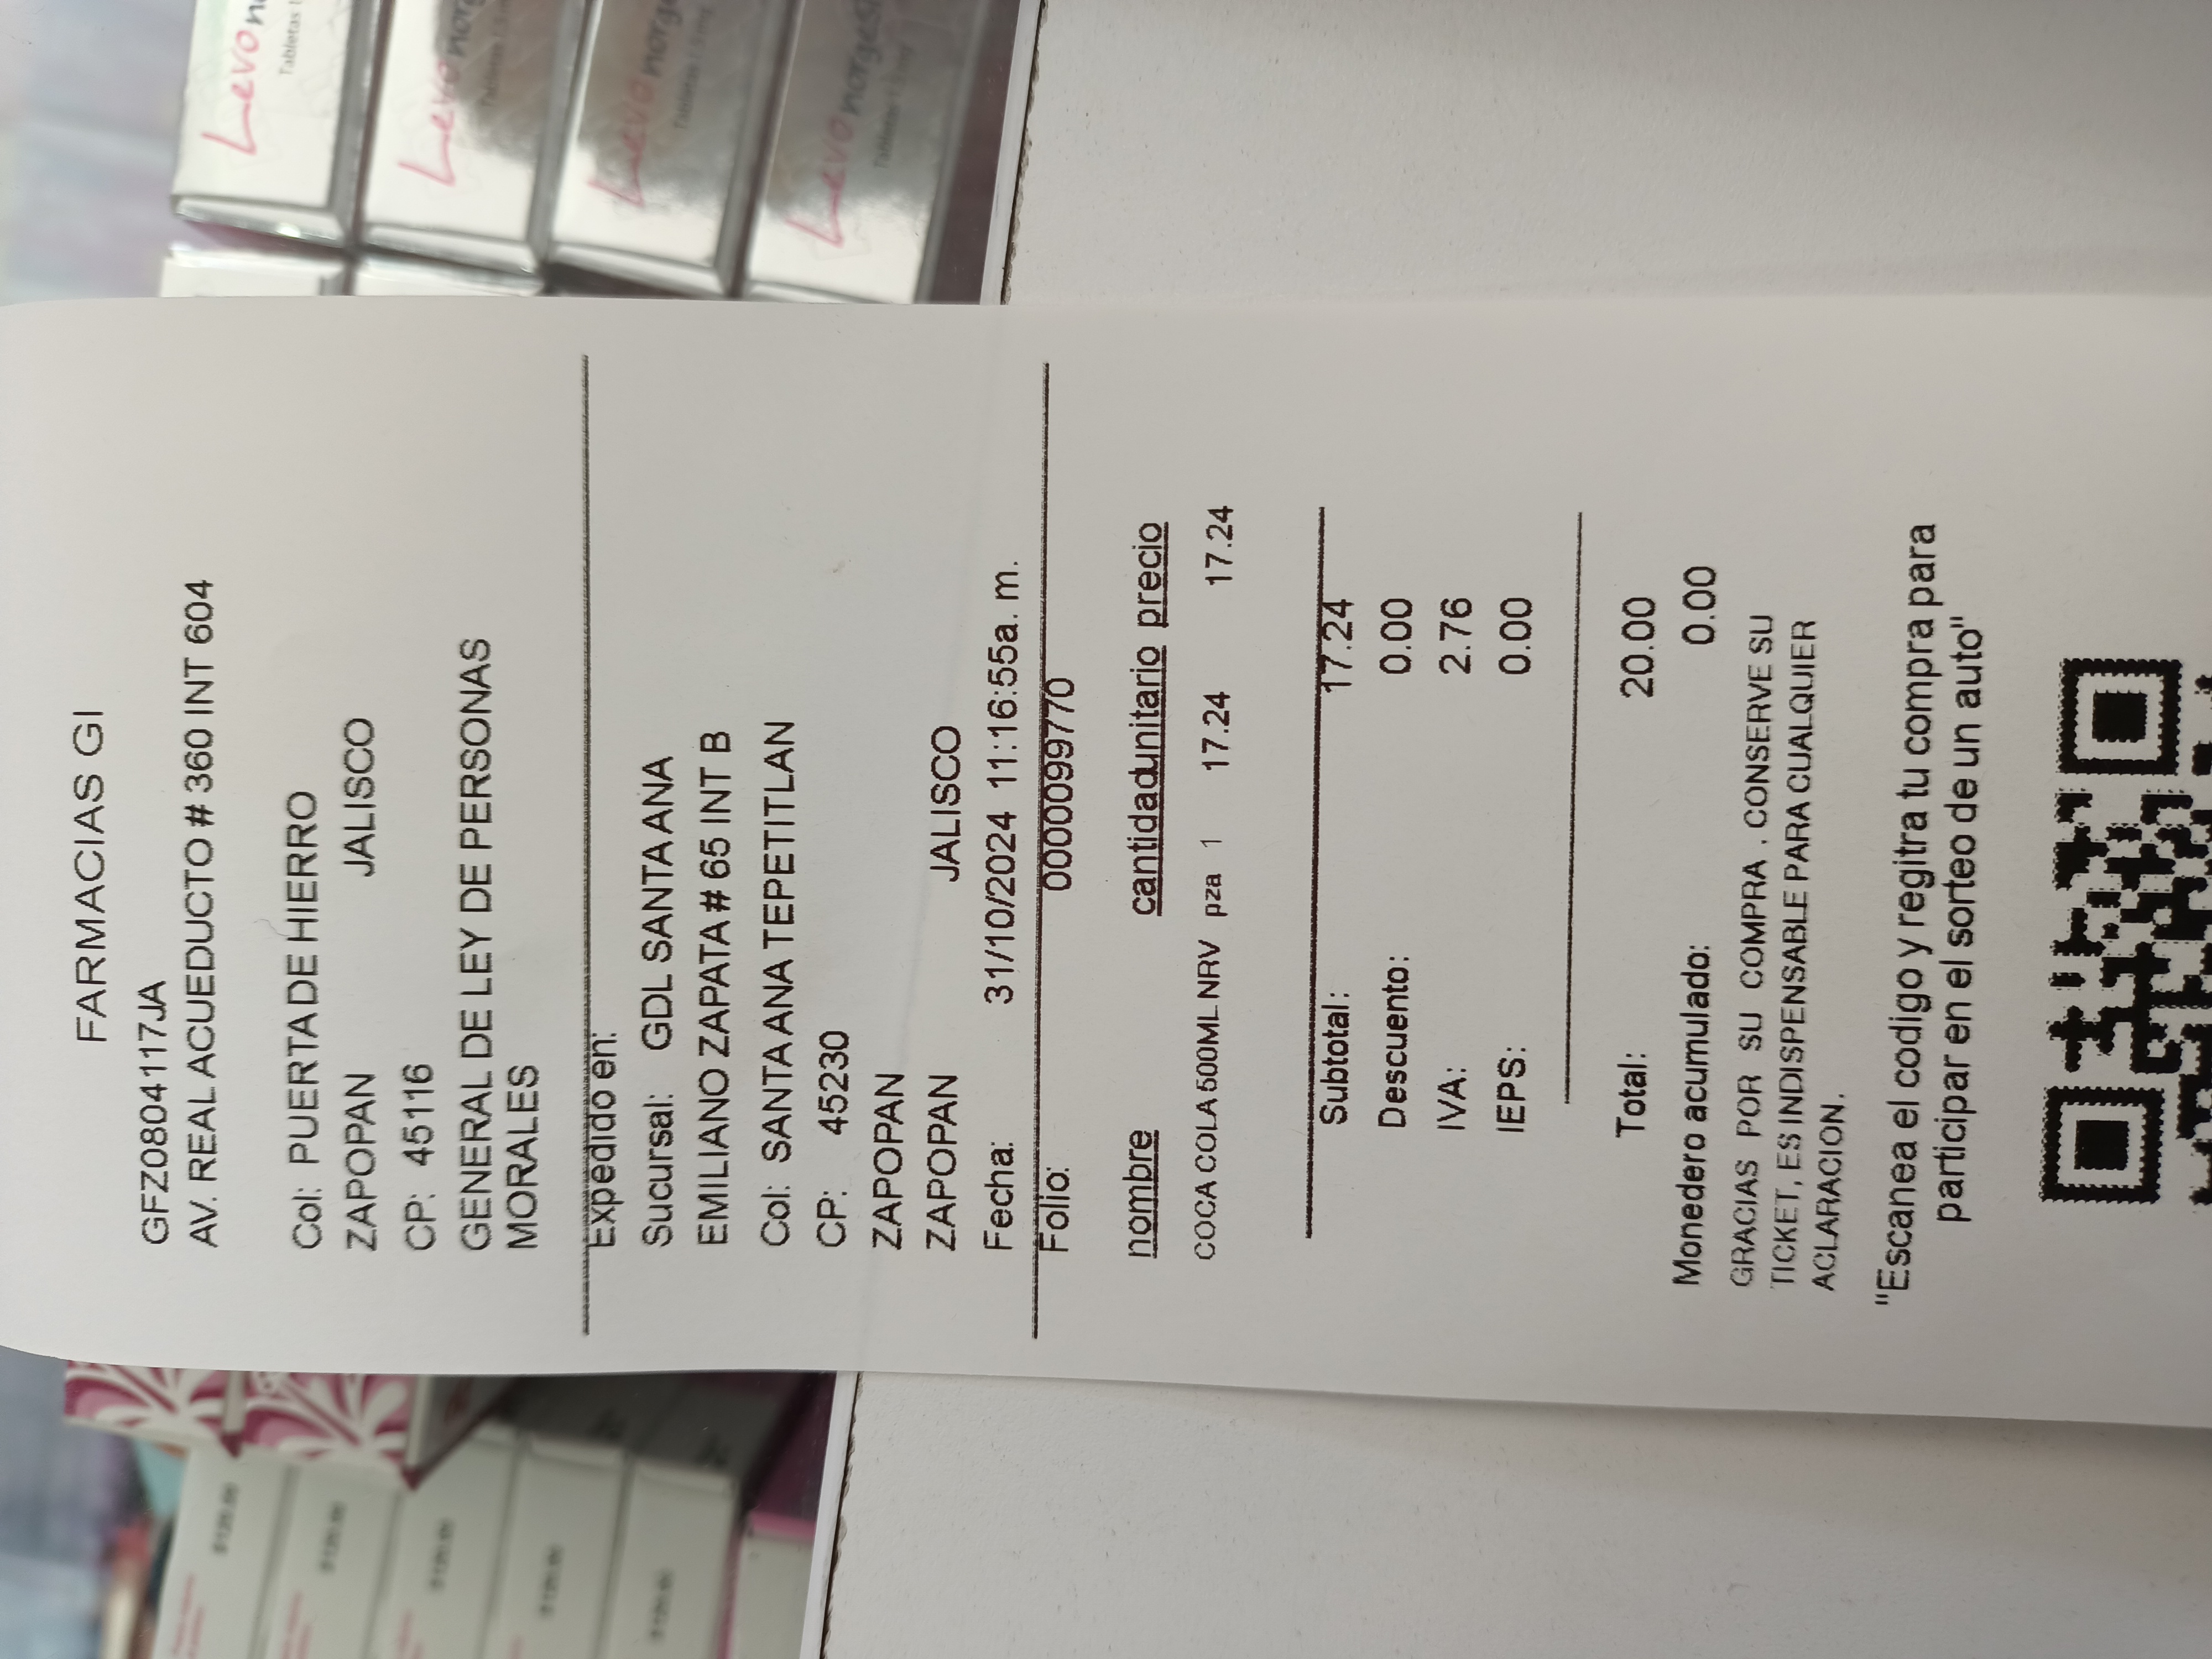 FARMACIAS GI
GFZ0804117JA
AV. REAL ACUEDUCTO # 360 INT 604
Col: PUERTA DE HIERRO
ZAPOPAN JALISCO
CP: 45116
GENERAL DE LEY DE PERSONAS
MORALES
Expedido en:
Sucursal: GDL SANTA ANA
EMILIANO ZAPATA # 65 INT B
Col: SANTA ANA TEPETITLAN
CP: 45230
ZAPOPAN
ZAPOPAN JALISCO
Fecha: 31/10/2024 11:16:55a. m.
Folio: 0000099770
nombre cantidadunitario precio
COCA COLA 500ML NRV pza 1 17.24 17.24
Subtotal: 17.24
Descuento: 0.00
IVA: 2.76
IEPS: 0.00
Total: 20.00
Monedero acumulado: 0.00
GRACIAS POR SU COMPRA , CONSERVE SU
TICKET, ES INDISPENSABLE PARA CUALQUIER
ACLARACION.
"Escanea el codigo y regitra tu compra para
participar en el sorteo de un auto"
Levonorges
Tabletas